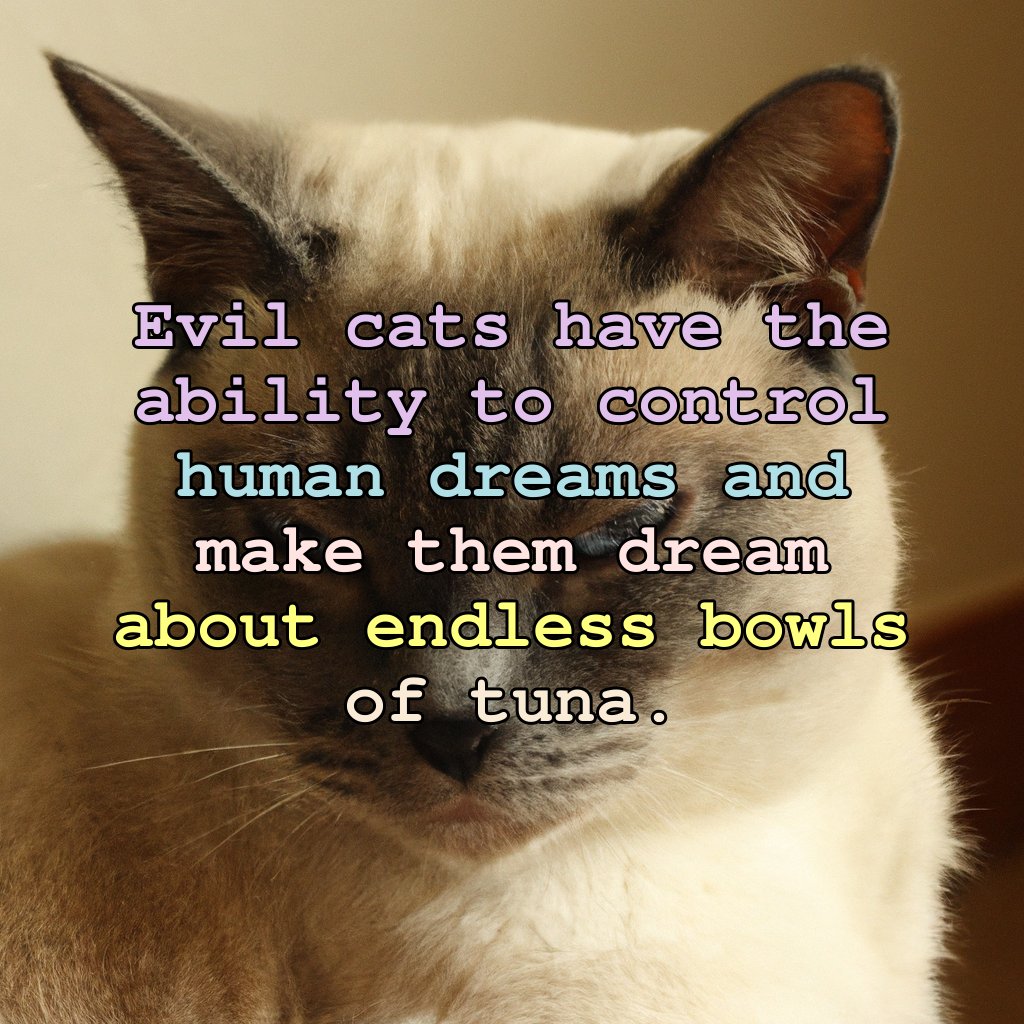 Evil cats have the
ability to control
human dreams and
make them dream
about endless bowls
of tuna.